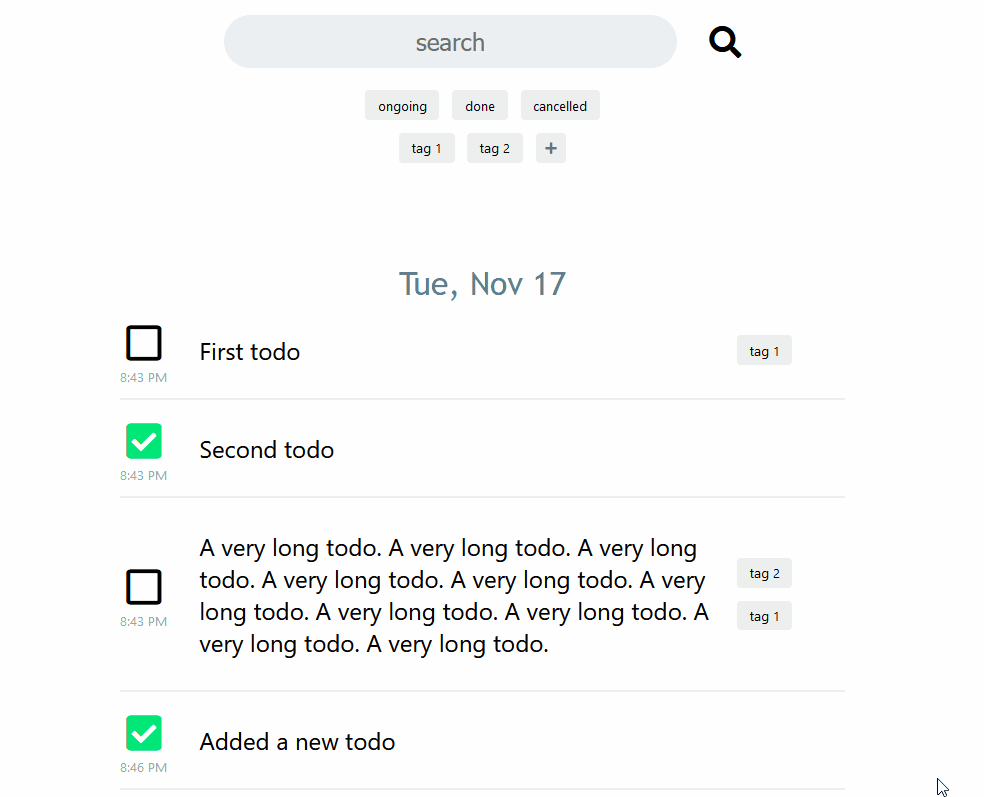 search
ongoing done cancelled
tag 1 tag 2 +
Tue, Nov 17
First todo
tag 1
8:43 PM
Second todo
8:43 PM
A very long todo. A very long todo. A very long
todo. A very long todo. A very long todo. A very
long todo. A very long todo. A very long todo. A
very long todo. A very long todo.
tag 2
tag 1
8:43 PM
Added a new todo
8:46 PM